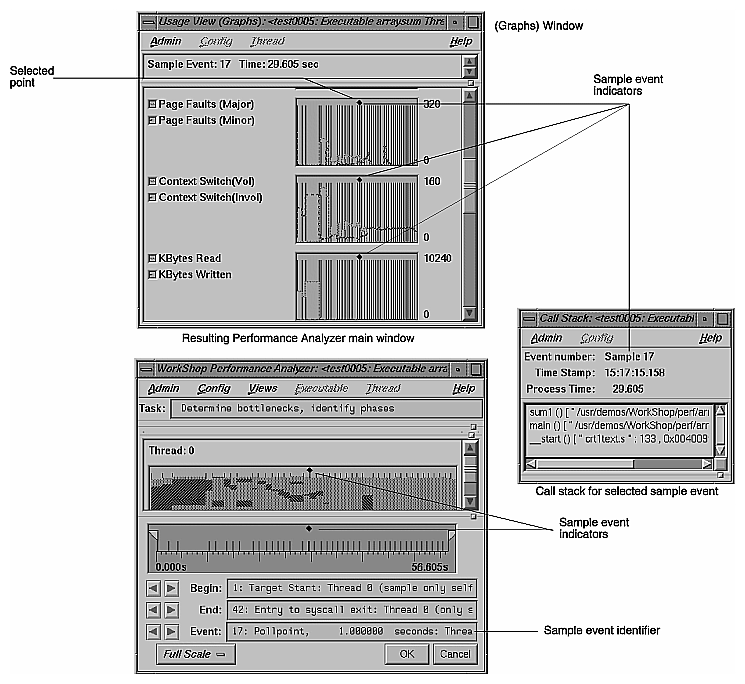 Usage View (Graphs): <test0005: Executable arraysum Thre
(Graphs) Window
Admin Config Thread Help
Sample Event: 17 Time: 29.605 sec
Selected
point
Sample event
indicators
Page Faults (Major)
Page Faults (Minor)
320
0
Context Switch(Vol)
Context Switch(Invol)
160
0
KBytes Read
KBytes Written
10240
0
Resulting Performance Analyzer main window
Call Stack: <test0005: Executabl
Admin Config Help
Event number: Sample 17
Time Stamp: 15:17:15.158
Process Time: 29.605
sum1 () [" /usr/demos/WorkShop/perf/arr
main () [" /usr/demos/WorkShop/perf/arr
__start () [" crt1text.s " : 133 , 0x004009
Call stack for selected sample event
WorkShop Performance Analyzer: <test0005: Executable arra
Admin Config Views Executable Thread Help
Task: Determine bottlenecks, identify phases
Thread: 0
Sample event
indicators
0.000s
56.605s
Begin: 1: Target Start: Thread 0 (sample only self
End: 42: Entry to syscall exit: Thread 0 (only s
Event: 17: Pollpoint, 1.000000 seconds: Threa
Sample event identifier
Full Scale
OK
Cancel